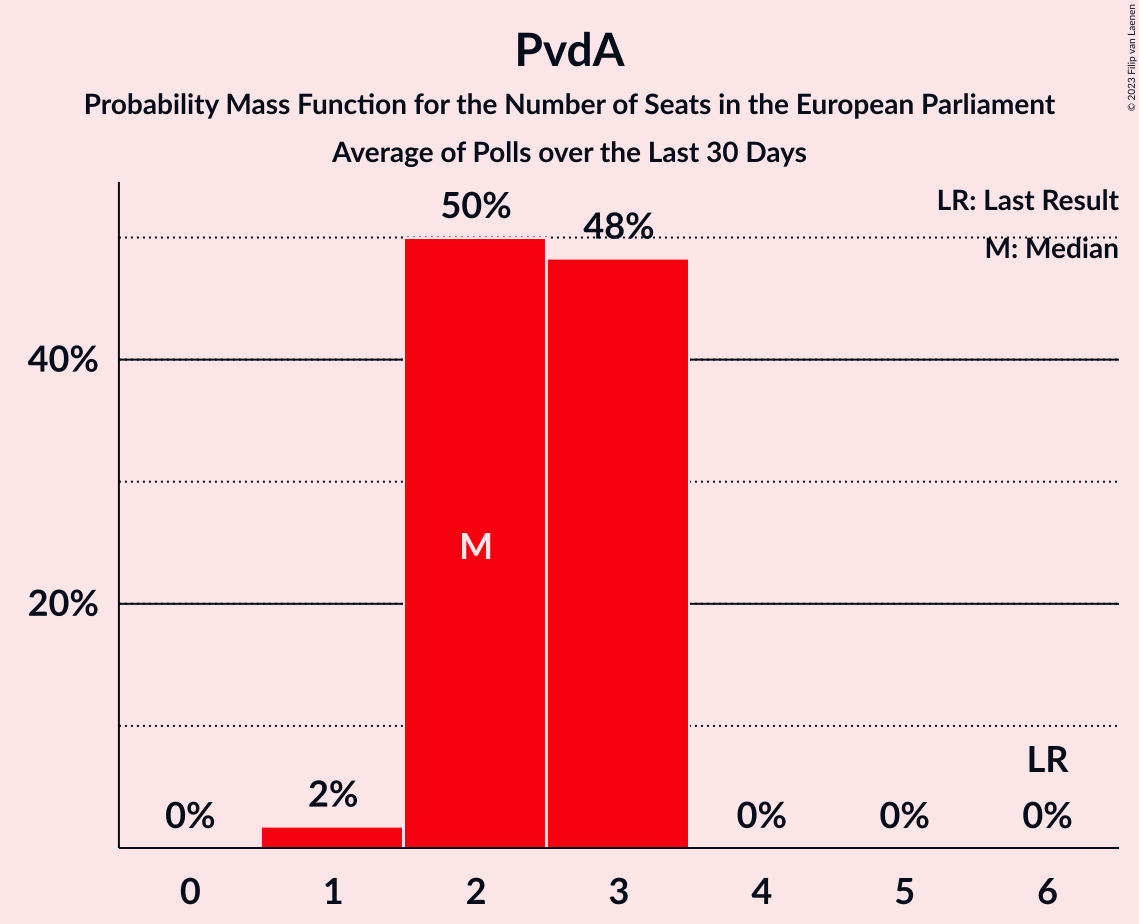 PvdA
Probability Mass Function for the Number of Seats in the European Parliament
Average of Polls over the Last 30 Days
© 2023 Filip van Laenen
LR: Last Result
M: Median
50%
48%
40%
M
20%
LR
0%
2%
0%
0%
0%
0 1 2 3 4 5 6